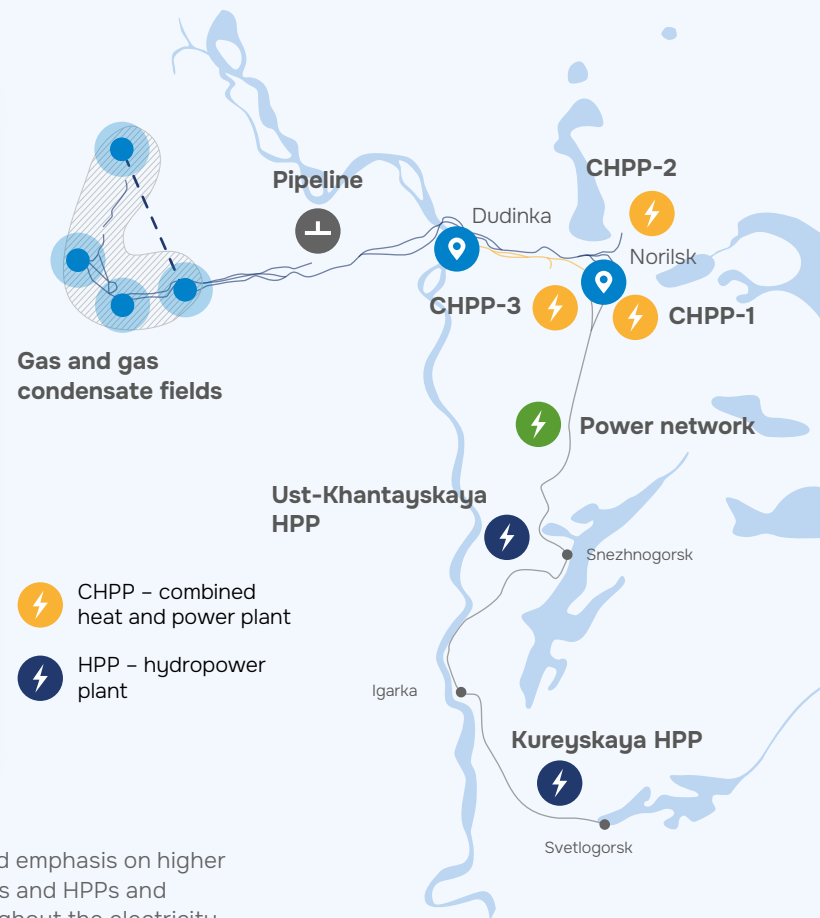 CHPP-2
Pipeline
Dudinka
Norilsk
CHPP-3
CHPP-1
Gas and gas
condensate fields
Power network
Ust-Khantayskaya
HPP
Snezhnogorsk
CHPP – combined
heat and power plant
HPP – hydropower
plant
Igarka
Kureyskaya HPP
Svetlogorsk
emphasis on higher
and HPPs and
the electricity